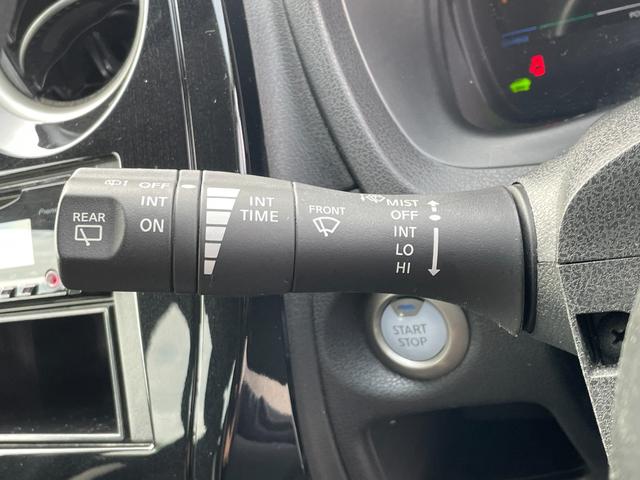 OFF
INT
ON
REAR
INT
TIME
FRONT
MIST
OFF
INT
LO
HI
START
STOP